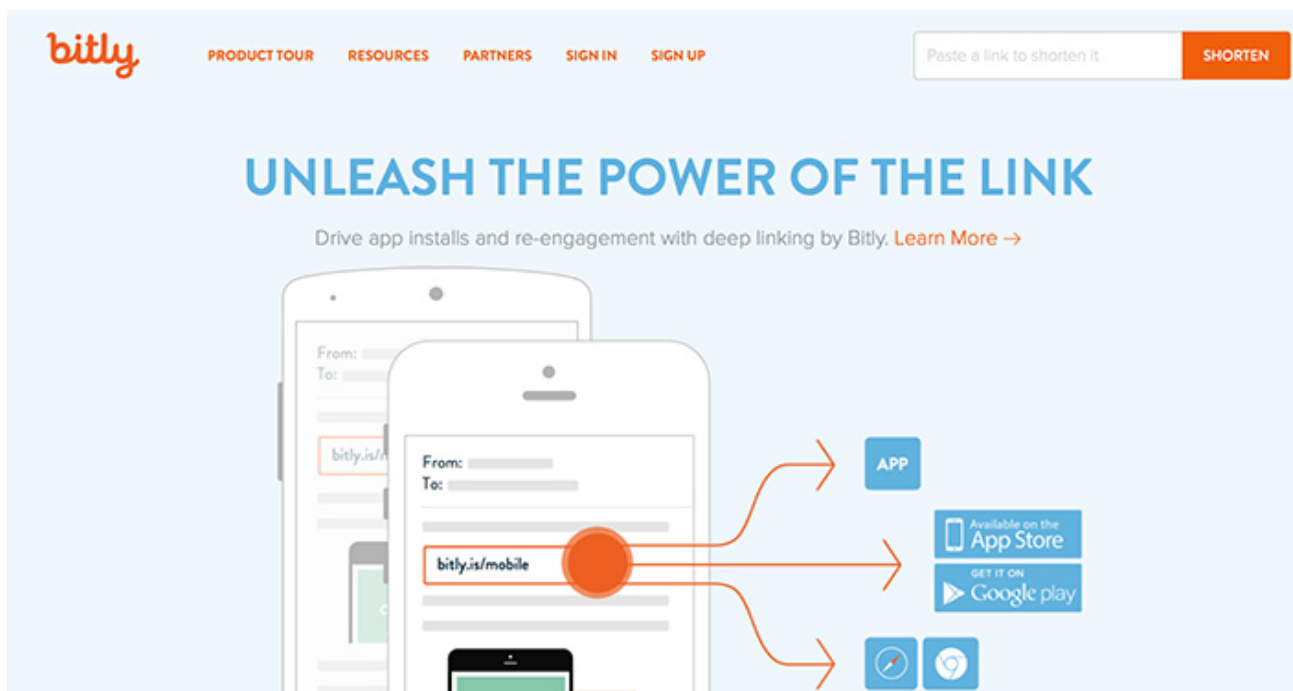 bitly
PRODUCT TOUR RESOURCES PARTNERS SIGN IN SIGN UP
Paste a link to shorten it
SHORTEN
UNLEASH THE POWER OF THE LINK
Drive app installs and re-engagement with deep linking by Bitly. Learn More →
From:
To:
bitly.is/
From:
To:
bitly.is/mobile
APP
Available on the
App Store
GET IT ON
Google play